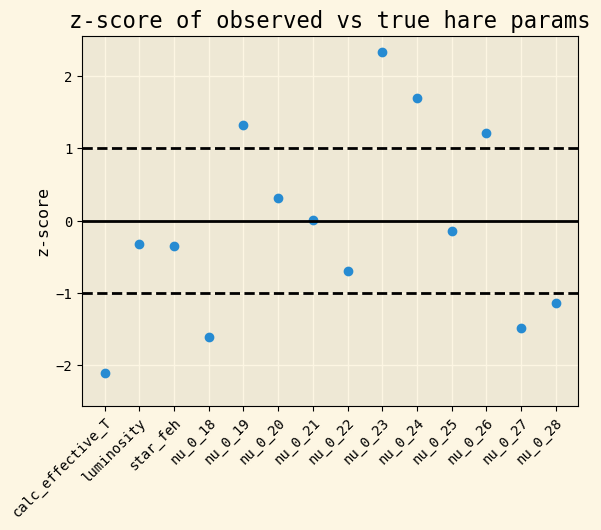 z-score of observed vs true hare params
z-score
2
1
0
−1
−2
calc_effective_T
luminosity
star_feh
nu_0_18
nu_0_19
nu_0_20
nu_0_21
nu_0_22
nu_0_23
nu_0_24
nu_0_25
nu_0_26
nu_0_27
nu_0_28